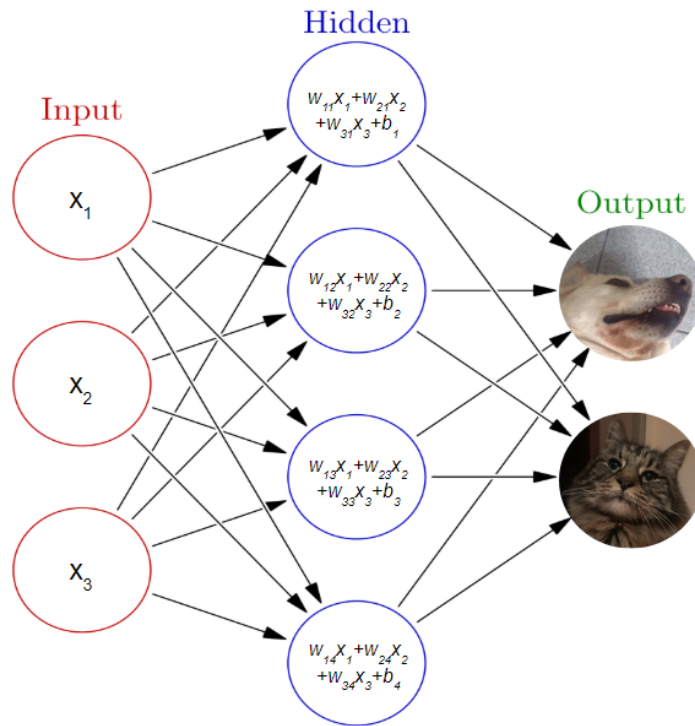 Hidden
Input
Output
x₁
x₂
x₃
w₁₁x₁+w₂₁x₂
+w₃₁x₃+b₁
w₁₂x₁+w₂₂x₂
+w₃₂x₃+b₂
w₁₃x₁+w₂₃x₂
+w₃₃x₃+b₃
w₁₄x₁+w₂₄x₂
+w₃₄x₃+b₄